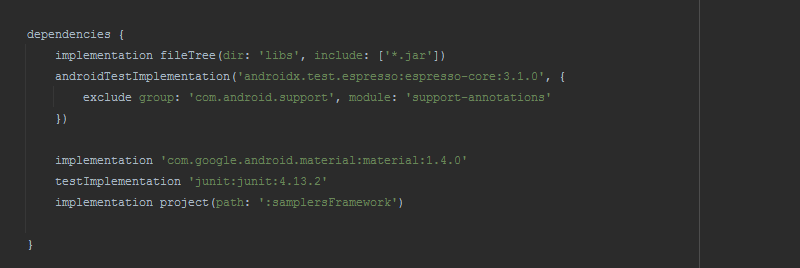 dependencies {
    implementation fileTree(dir: 'libs', include: ['*.jar'])
    androidTestImplementation('androidx.test.espresso:espresso-core:3.1.0', {
        exclude group: 'com.android.support', module: 'support-annotations'
    })
    implementation 'com.google.android.material:material:1.4.0'
    testImplementation 'junit:junit:4.13.2'
    implementation project(path: ':samplersFramework')
}